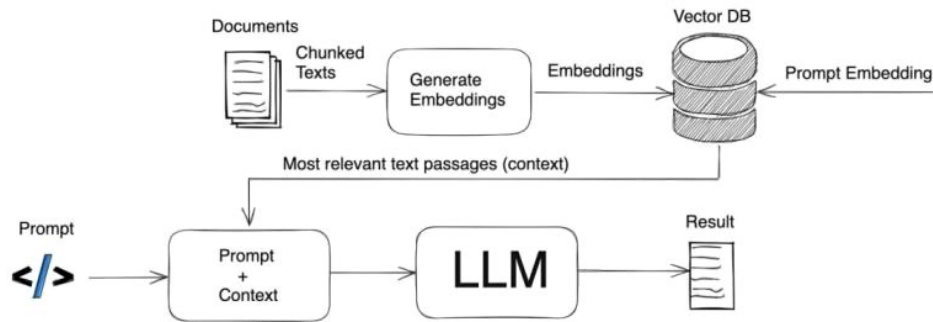 Documents
Vector DB
Chunked
Texts
Generate
Embeddings
Embeddings
Prompt Embedding
Most relevant text passages (context)
Prompt
Result
Prompt
+
Context
LLM